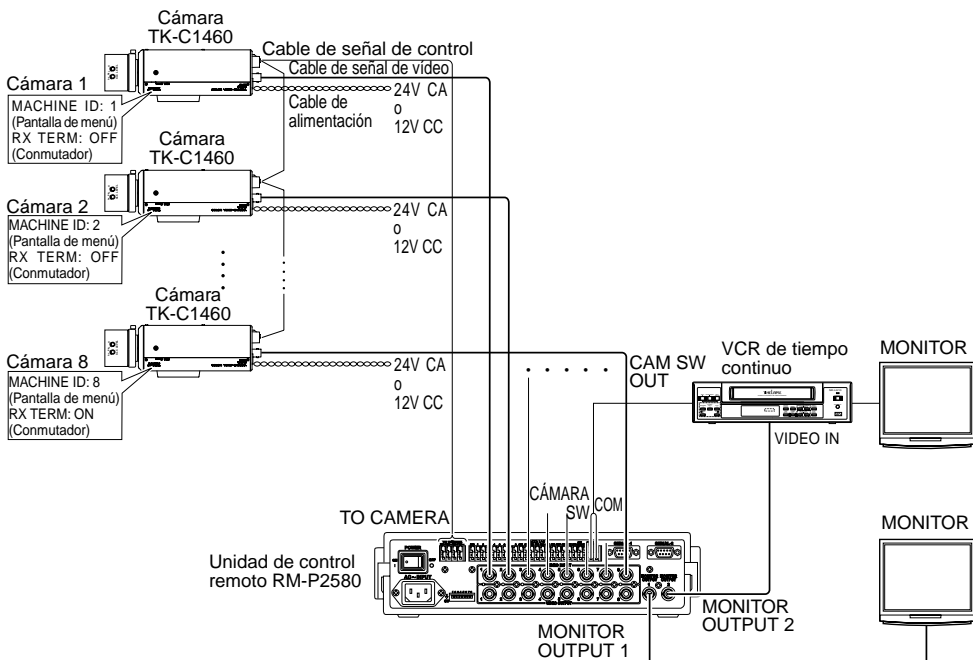 Cámara
TK-C1460
Cable de señal de control
Cable de señal de vídeo
Cámara 1
MACHINE ID: 1
(Pantalla de menú)
RX TERM: OFF
(Conmutador)
Cable de
alimentación
24V CA
o
12V CC
Cámara
TK-C1460
Cámara 2
MACHINE ID: 2
(Pantalla de menú)
RX TERM: OFF
(Conmutador)
24V CA
o
12V CC
Cámara
TK-C1460
Cámara 8
MACHINE ID: 8
(Pantalla de menú)
RX TERM: ON
(Conmutador)
24V CA
o
12V CC
CAM SW
OUT
VCR de tiempo
continuo
MONITOR
VIDEO IN
CÁMARA
SW
COM
TO CAMERA
MONITOR
Unidad de control
remoto RM-P2580
POWER
AC~INPUT
MONITOR
OUTPUT 2
MONITOR
OUTPUT 1